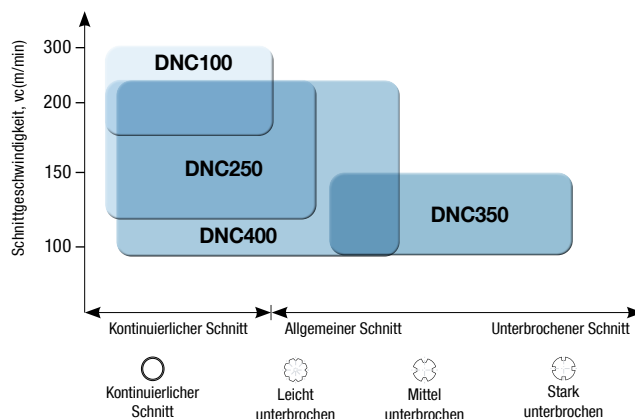 Schnittgeschwindigkeit, vc(m/min)
300
200
150
100
DNC100
DNC250
DNC400
DNC350
Kontinuierlicher Schnitt
Allgemeiner Schnitt
Unterbrochener Schnitt
Kontinuierlicher
Schnitt
Leicht
unterbrochen
Mittel
unterbrochen
Stark
unterbrochen